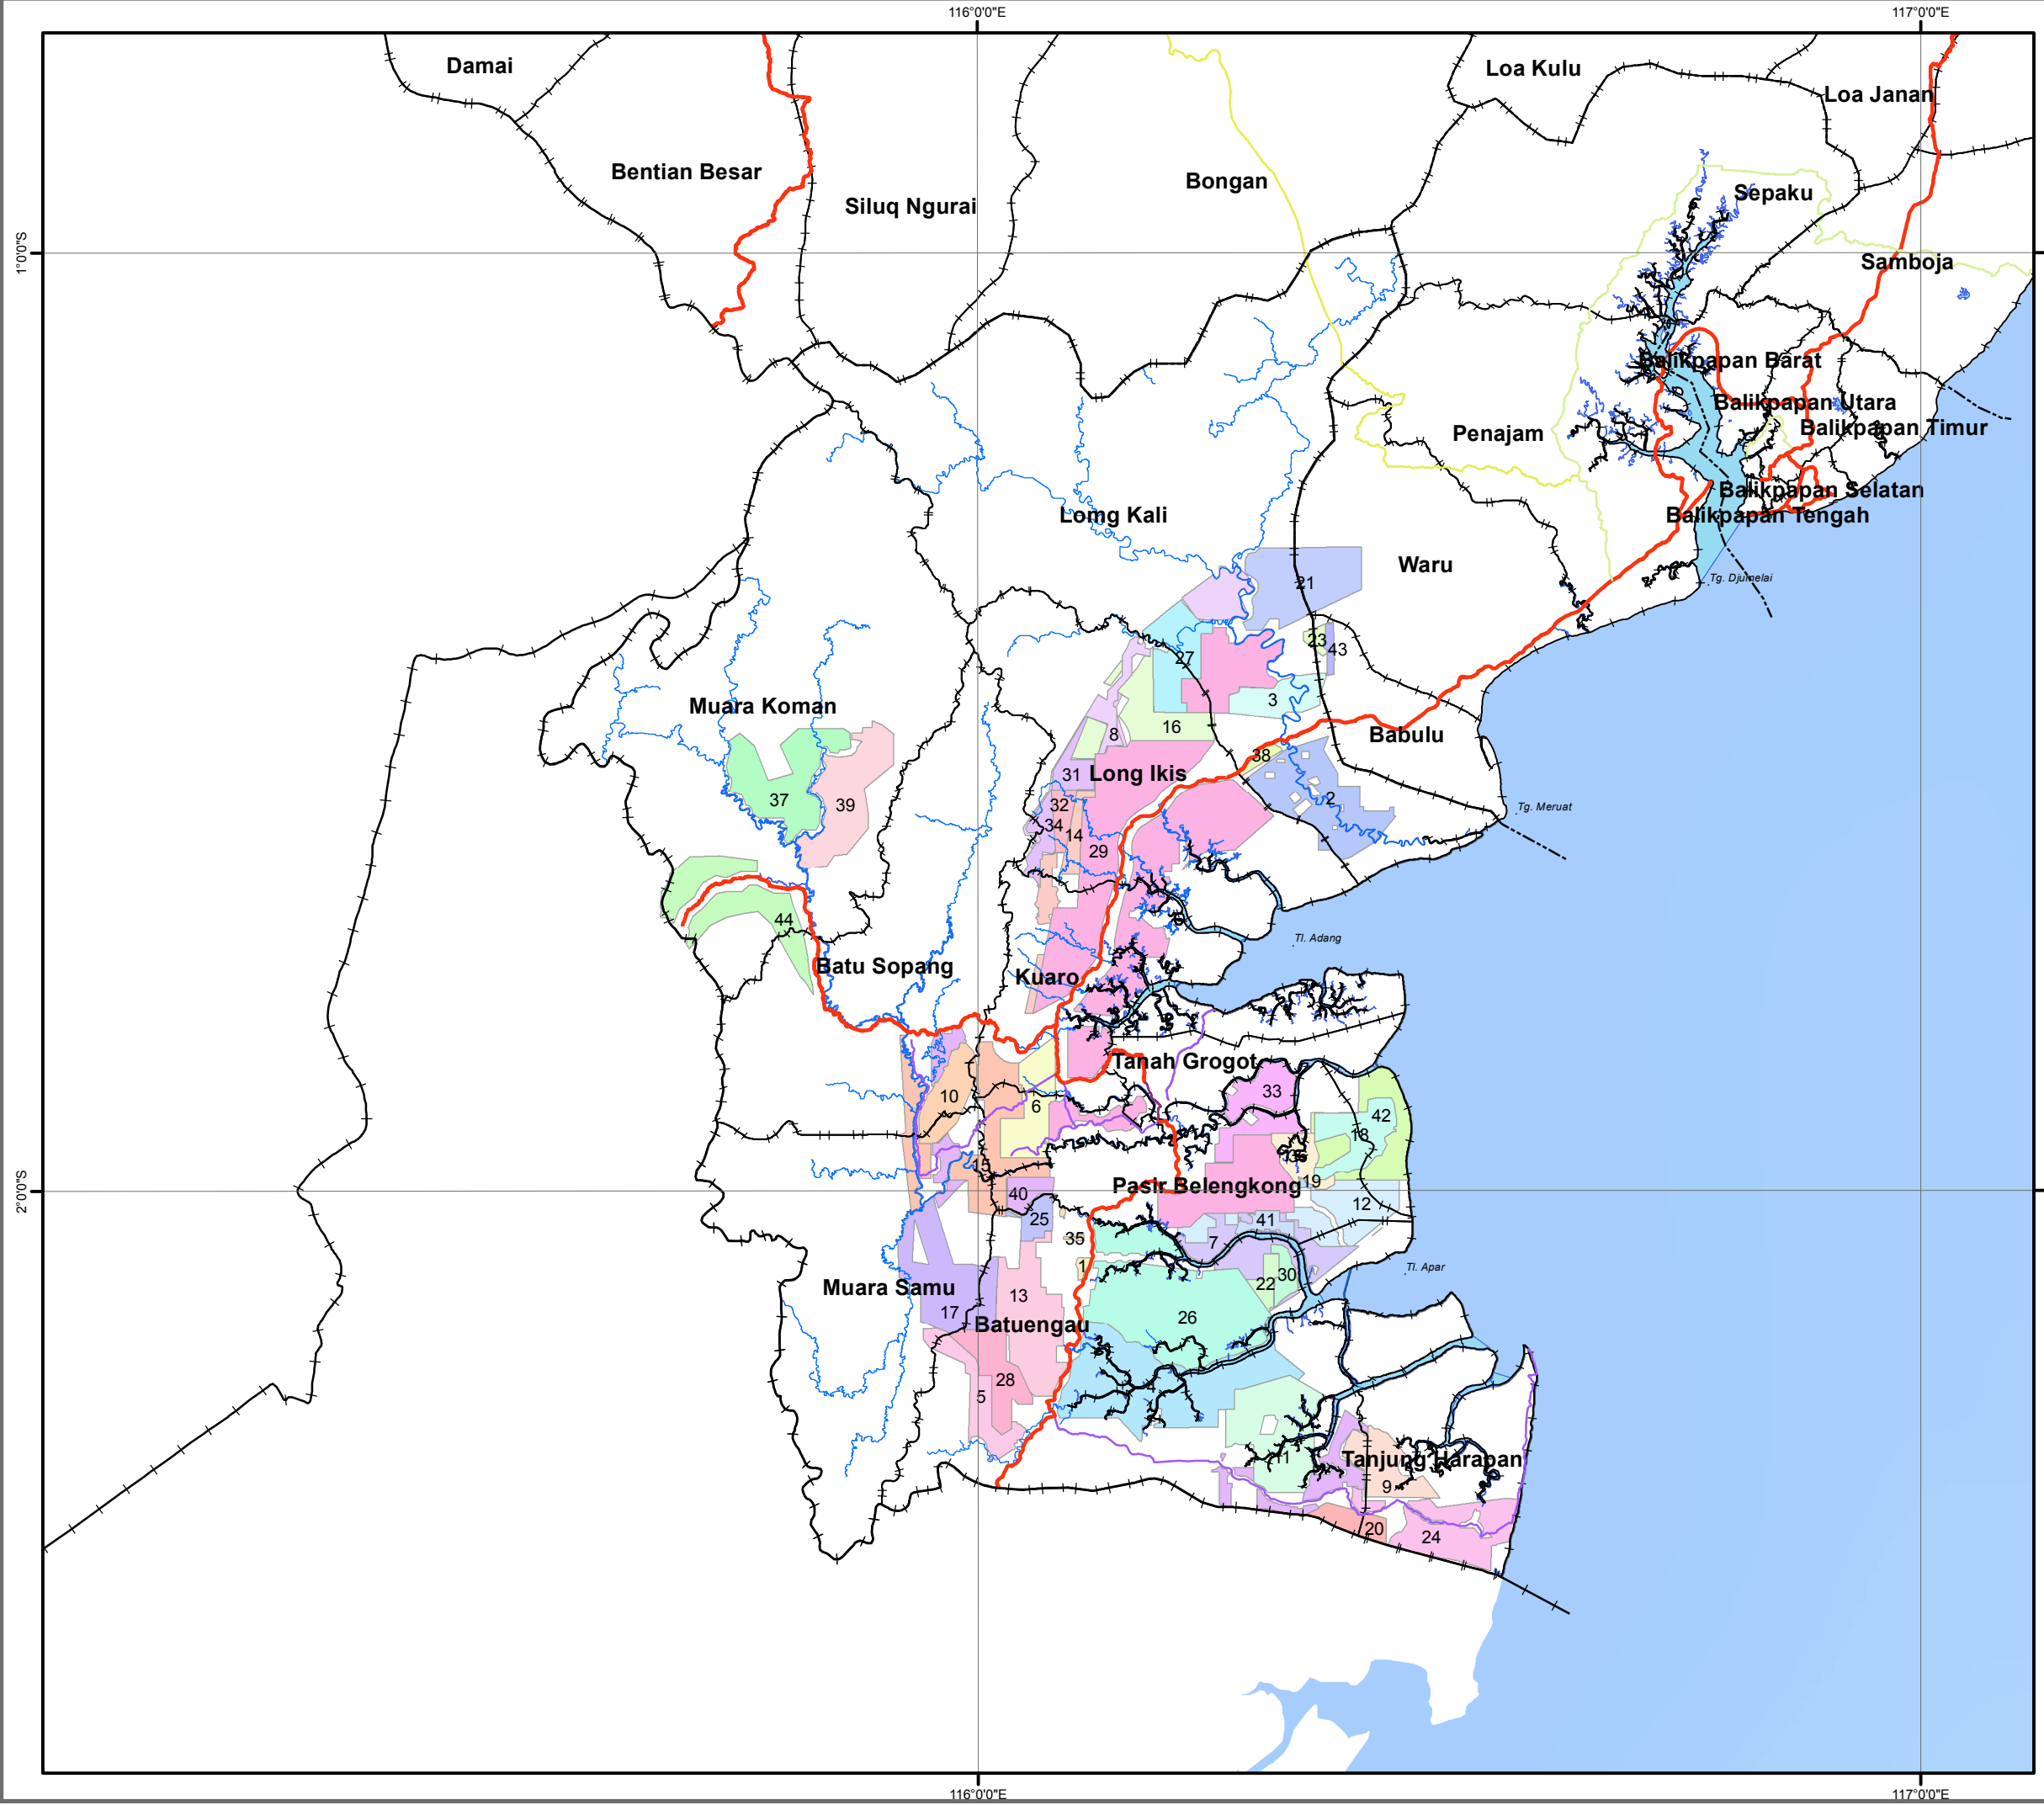 116°0'0"E
117°0'0"E
Damai
Loa Kulu
Loa Janan
Bentian Besar
Bongan
Sepaku
Siluq Ngurai
1°0'0"S
Samboja
Balikpapan Barat
Balikpapan Utara
Balikpapan Timur
Penajam
Balikpapan Selatan
Lomg Kali
Balikpapan Tengah
Waru
Tg. Djumelai
21
23
43
27
3
Muara Koman
16
8
Babulu
38
31
Long Ikis
37
39
32
2
Tg. Meruat
34
14
29
44
Tl. Adang
Batu Sopang
Kuaro
Tanah Grogot
33
10
6
42
18
15
19
Pasir Belengkong
2°0'0"S
40
12
25
41
35
7
1
Tl. Apar
30
22
Muara Samu
13
17
26
Batuengau
28
5
4
Tanjung Harapan
11
9
20
24
116°0'0"E
117°0'0"E